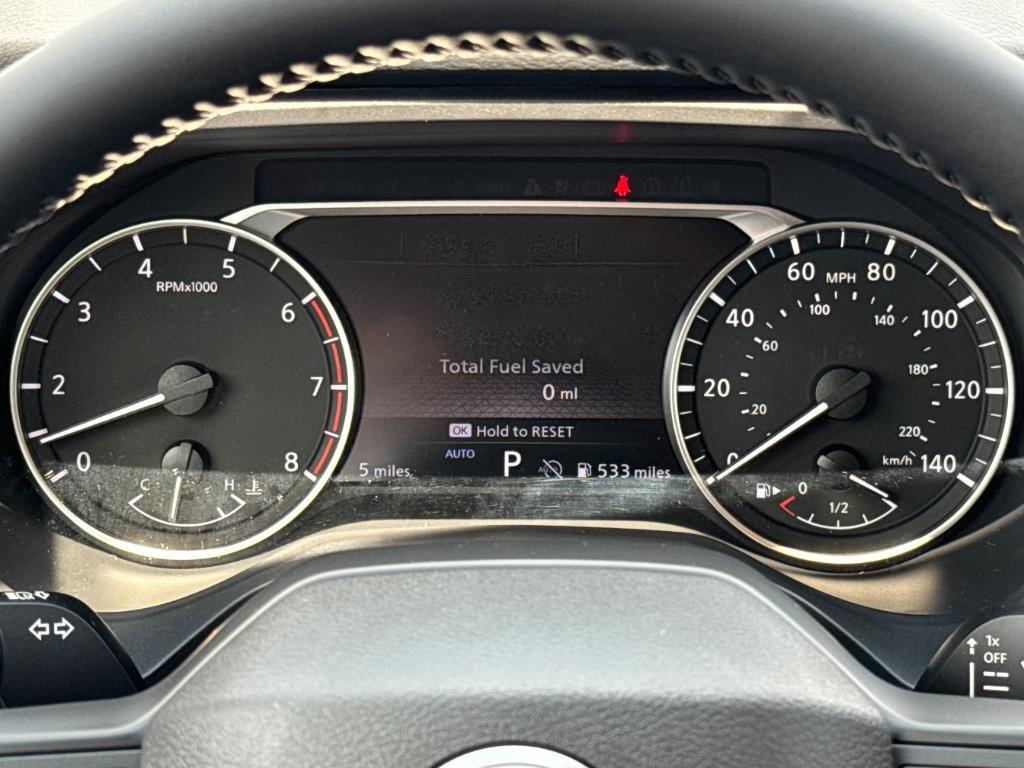 4 5
RPMx1000
3 6
2 7
0 8
C H
Total Fuel Saved
0 ml
OK Hold to RESET
AUTO
5 miles P 533 miles
60 MPH 80
40 100
100 140
60
20 120
180
20
220
0 km/h 140
0
1/2
1x
OFF